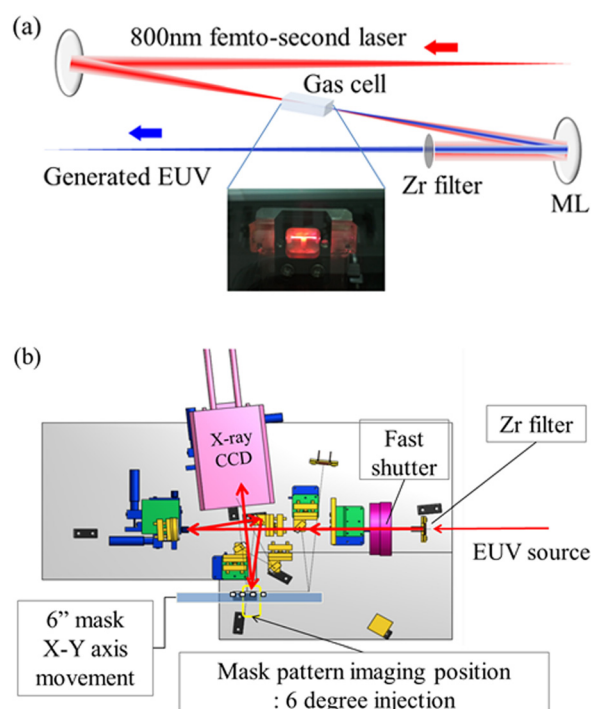 (a)
800nm femto-second laser
Gas cell
Generated EUV
Zr filter
ML
(b)
X-ray
CCD
Fast
shutter
Zr filter
EUV source
6” mask
X-Y axis
movement
Mask pattern imaging position
: 6 degree injection